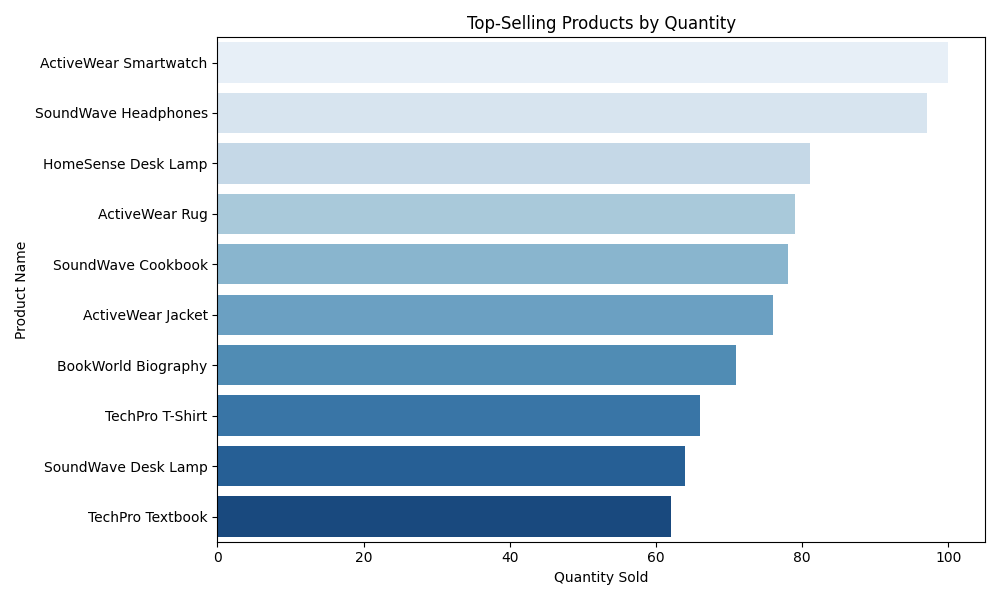 Top-Selling Products by Quantity
Product Name
ActiveWear Smartwatch
SoundWave Headphones
HomeSense Desk Lamp
ActiveWear Rug
SoundWave Cookbook
ActiveWear Jacket
BookWorld Biography
TechPro T-Shirt
SoundWave Desk Lamp
TechPro Textbook
0 20 40 60 80 100
Quantity Sold